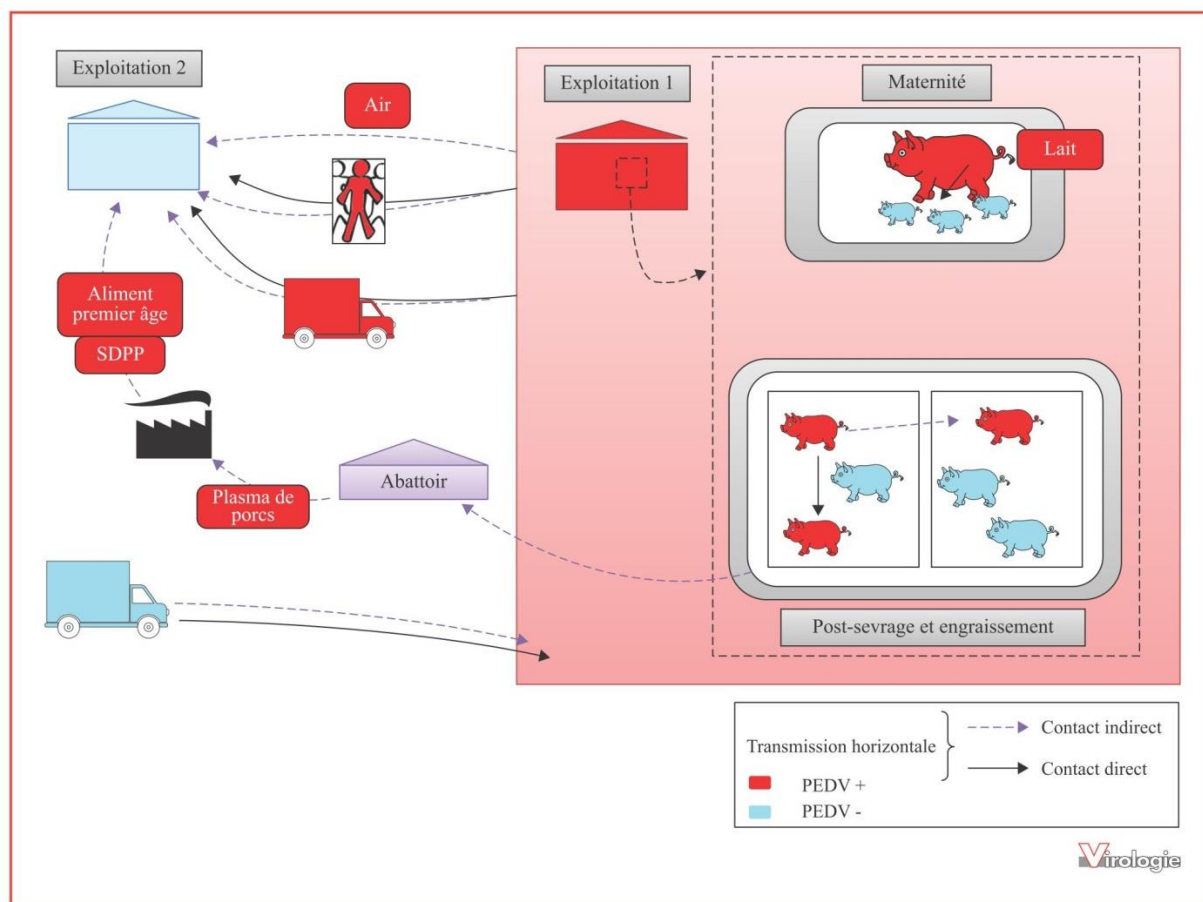 Exploitation 2
Air
Exploitation 1
Maternité
Lait
Aliment
premier âge
SDPP
Abattoir
Plasma de
porcs
Post-sevrage et engraissement
Transmission horizontale
Contact indirect
Contact direct
PEDV +
PEDV -
Virologie